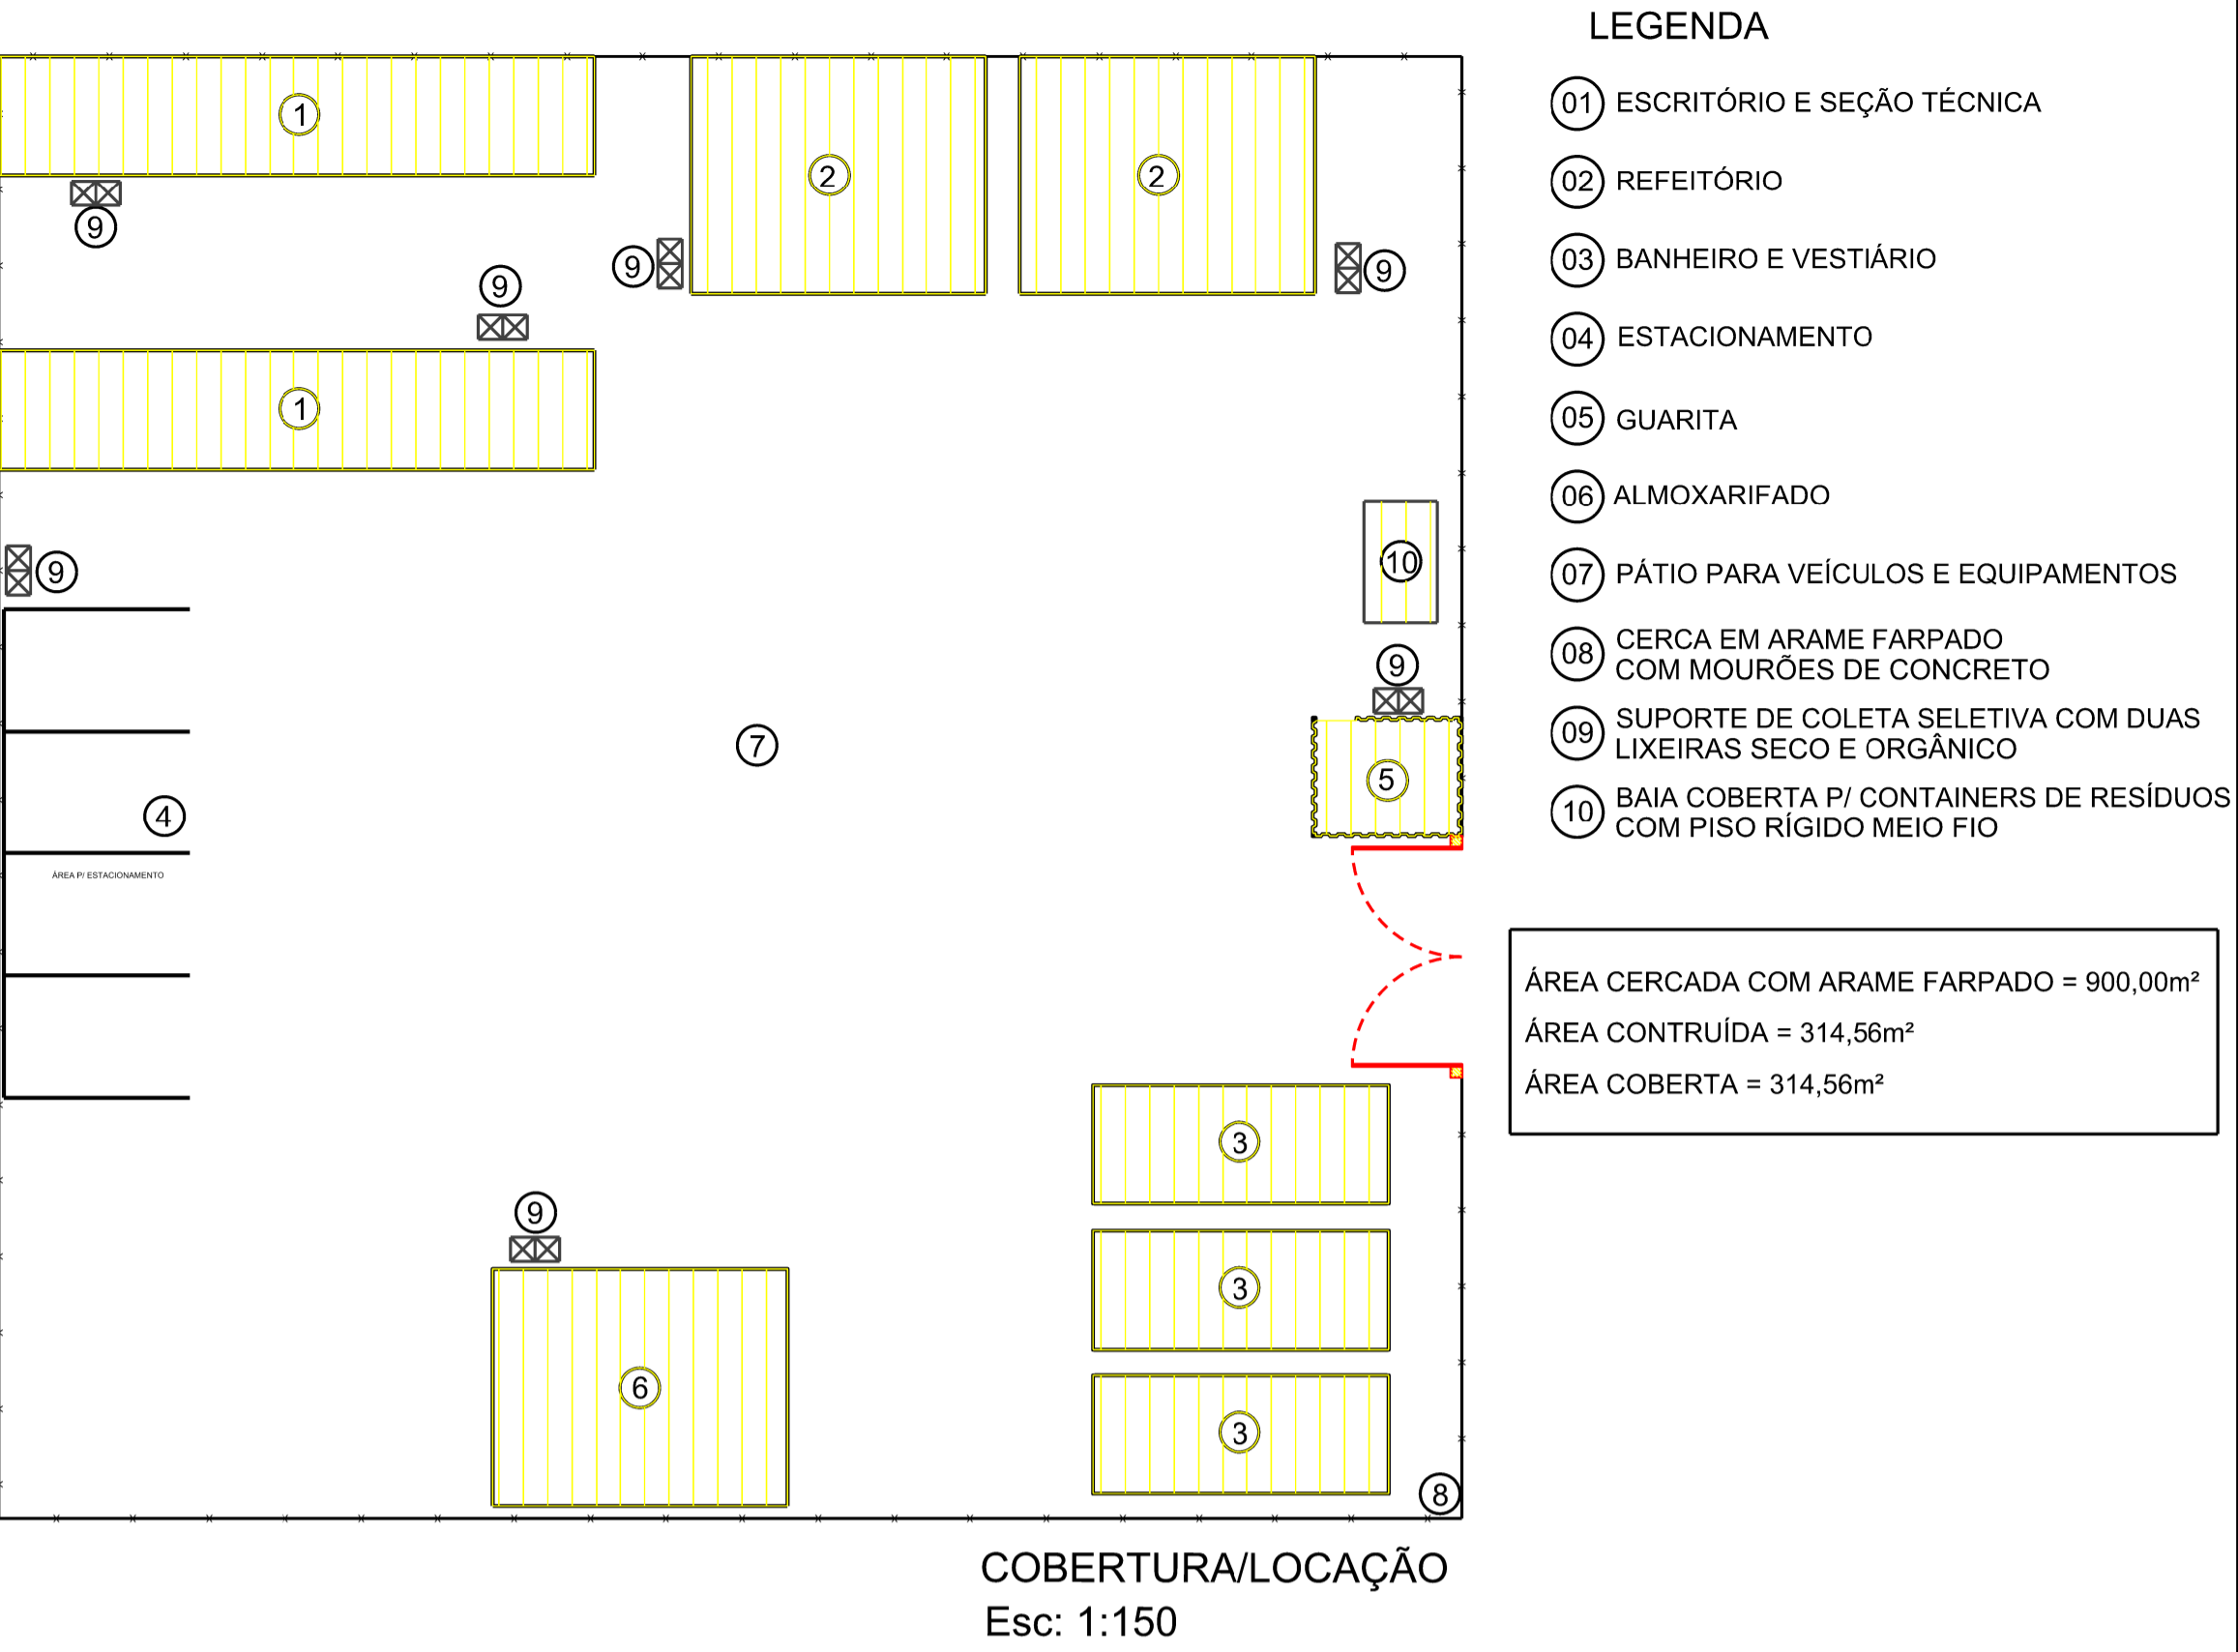 LEGENDA
01 ESCRITÓRIO E SEÇÃO TÉCNICA
02 REFEITÓRIO
03 BANHEIRO E VESTIÁRIO
04 ESTACIONAMENTO
05 GUARITA
06 ALMOXARIFADO
07 PÁTIO PARA VEÍCULOS E EQUIPAMENTOS
08 CERCA EM ARAME FARPADO
COM MOURÕES DE CONCRETO
09 SUPORTE DE COLETA SELETIVA COM DUAS
LIXEIRAS SECO E ORGÂNICO
10 BAIA COBERTA P/ CONTAINERS DE RESÍDUOS
COM PISO RÍGIDO MEIO FIO
ÁREA CERCADA COM ARAME FARPADO = 900,00m²
ÁREA CONTRUÍDA = 314,56m²
ÁREA COBERTA = 314,56m²
1
2
2
9
9
9
9
1
10
9
9
7
5
4
ÁREA P/ ESTACIONAMENTO
3
9
3
6
3
8
COBERTURA/LOCAÇÃO
Esc: 1:150